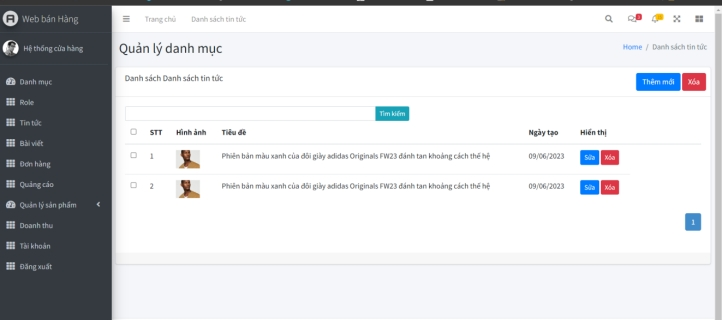 R Web bán Hàng
Trang chủ Danh sách tin tức
Hệ thống cửa hàng
Quản lý danh mục
Home / Danh sách tin tức
Danh mục
Role
Tin tức
Bài viết
Đơn hàng
Quảng cáo
Quản lý sản phẩm
Doanh thu
Tài khoản
Đăng xuất
Danh sách Danh sách tin tức
Thêm mới Xóa
Tìm kiếm
STT Hình ảnh Tiêu đề Ngày tạo Hiển thị
1 Phiên bản màu xanh của đôi giày adidas Originals FW23 đánh tan khoảng cách thế hệ 09/06/2023 Sửa Xóa
2 Phiên bản màu xanh của đôi giày adidas Originals FW23 đánh tan khoảng cách thế hệ 09/06/2023 Sửa Xóa
1